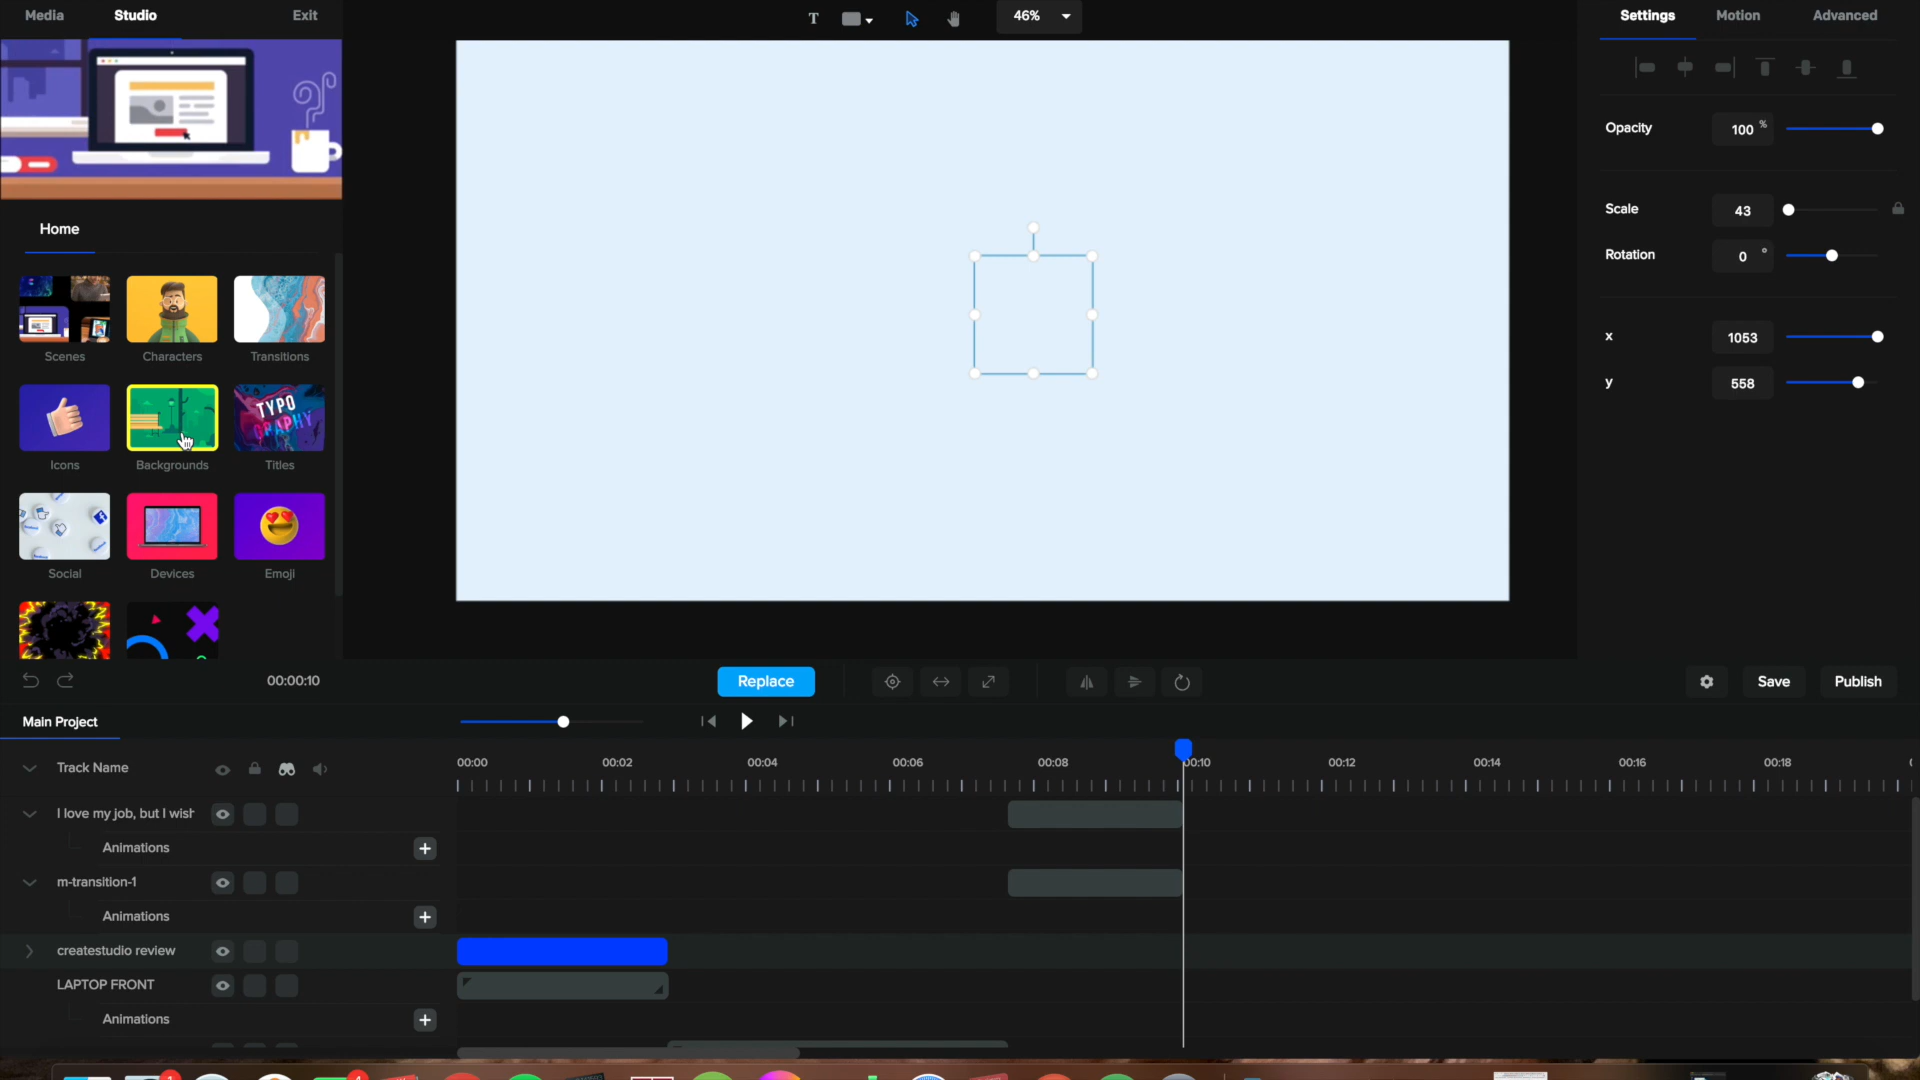 Media Studio Exit
T 46%
Settings Motion Advanced
Opacity 100 %
Scale 43
Rotation 0 °
x 1053
y 558
Home
Scenes Characters Transitions
TYPO
GRAPHY
Icons Backgrounds Titles
Social Devices Emoji
00:00:10
Replace
Save Publish
Main Project
Track Name
00:00 00:02 00:04 00:06 00:08 00:10 00:12 00:14 00:16 00:18
I love my job, but I wish
Animations +
m-transition-1
Animations +
createstudio review
LAPTOP FRONT
Animations +